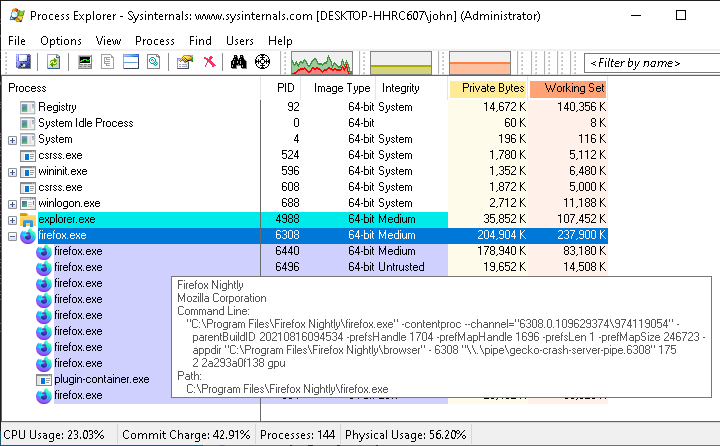 Process Explorer - Sysinternals: www.sysinternals.com [DESKTOP-HHRC607\john] (Administrator)
File Options View Process Find Users Help
<Filter by name>
Process PID Image Type Integrity Private Bytes Working Set
Registry 92 64-bit System 14,672 K 140,356 K
System Idle Process 0 64-bit 60 K 8 K
System 4 64-bit System 196 K 116 K
csrss.exe 524 64-bit System 1,780 K 5,112 K
wininit.exe 596 64-bit System 1,352 K 6,480 K
csrss.exe 608 64-bit System 1,872 K 5,000 K
winlogon.exe 688 64-bit System 2,712 K 11,188 K
explorer.exe 4988 64-bit Medium 35,852 K 107,452 K
firefox.exe 6308 64-bit Medium 204,904 K 237,900 K
firefox.exe 6440 64-bit Medium 178,940 K 83,180 K
firefox.exe 6496 64-bit Untrusted 19,652 K 14,508 K
firefox.exe
firefox.exe
firefox.exe
firefox.exe
firefox.exe
firefox.exe
plugin-container.exe
firefox.exe
Firefox Nightly
Mozilla Corporation
Command Line:
"C:\Program Files\Firefox Nightly\firefox.exe" -contentproc --channel="6308.0.109629374\974119054" -
parentBuildID 20210816094534 -prefsHandle 1704 -prefMapHandle 1696 -prefsLen 1 -prefMapSize 246723 -
appdir "C:\Program Files\Firefox Nightly\browser" - 6308 "\\.\pipe\gecko-crash-server-pipe.6308" 175
2 2a293a0f138 gpu
Path:
C:\Program Files\Firefox Nightly\firefox.exe
CPU Usage: 23.03% Commit Charge: 42.91% Processes: 144 Physical Usage: 56.20%